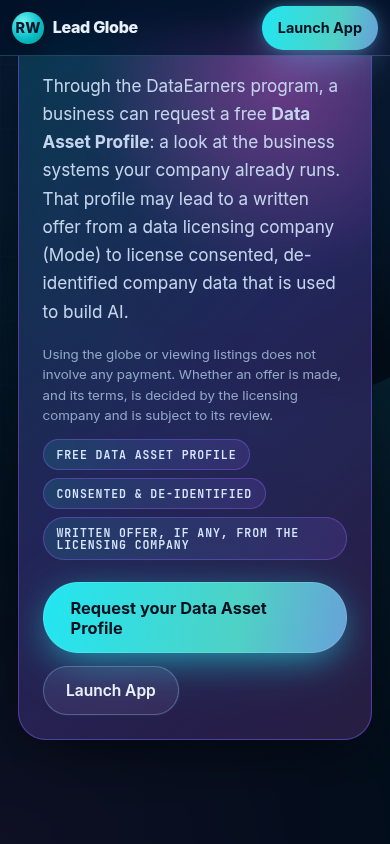 RW Lead Globe
Launch App
Through the DataEarners program, a
business can request a free Data
Asset Profile: a look at the business
systems your company already runs.
That profile may lead to a written
offer from a data licensing company
(Mode) to license consented, de-
identified company data that is used
to build AI.
Using the globe or viewing listings does not
involve any payment. Whether an offer is made,
and its terms, is decided by the licensing
company and is subject to its review.
FREE DATA ASSET PROFILE
CONSENTED & DE-IDENTIFIED
WRITTEN OFFER, IF ANY, FROM THE
LICENSING COMPANY
Request your Data Asset
Profile
Launch App